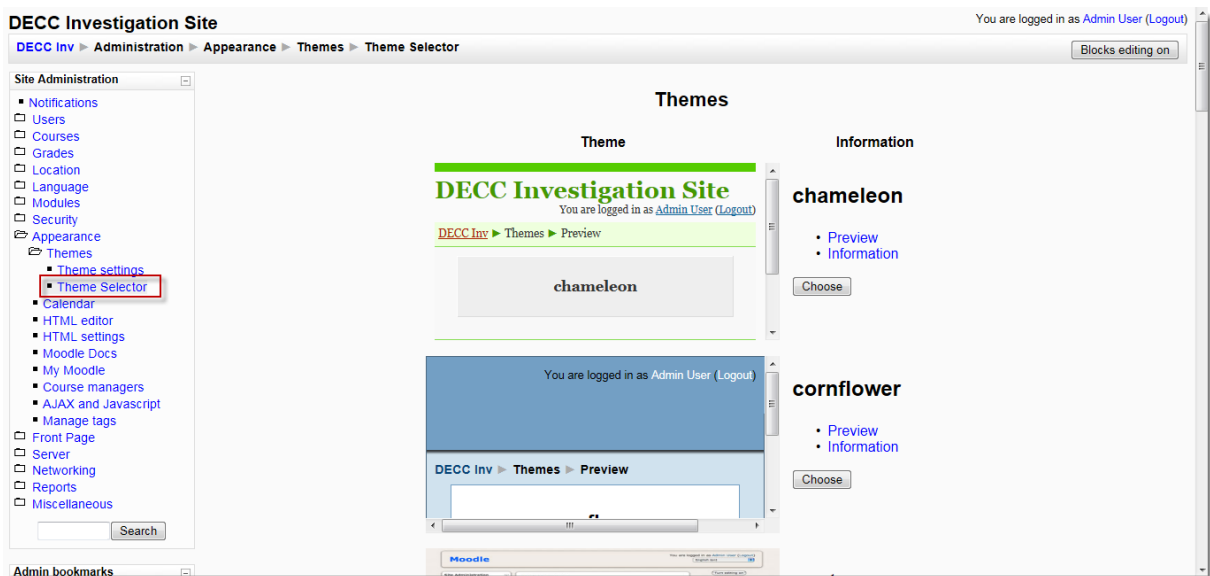 DECC Investigation Site
You are logged in as Admin User (Logout)
DECC Inv ► Administration ► Appearance ► Themes ► Theme Selector
Blocks editing on
Site Administration
Notifications
Users
Courses
Grades
Location
Language
Modules
Security
Appearance
Themes
Theme settings
Theme Selector
Calendar
HTML editor
HTML settings
Moodle Docs
My Moodle
Course managers
AJAX and Javascript
Manage tags
Front Page
Server
Networking
Reports
Miscellaneous
Search
Admin bookmarks
Themes
Theme
Information
DECC Investigation Site
You are logged in as Admin User (Logout)
DECC Inv ► Themes ► Preview
chameleon
chameleon
• Preview
• Information
Choose
You are logged in as Admin User (Logout)
DECC Inv ► Themes ► Preview
cornflower
• Preview
• Information
Choose
Moodle